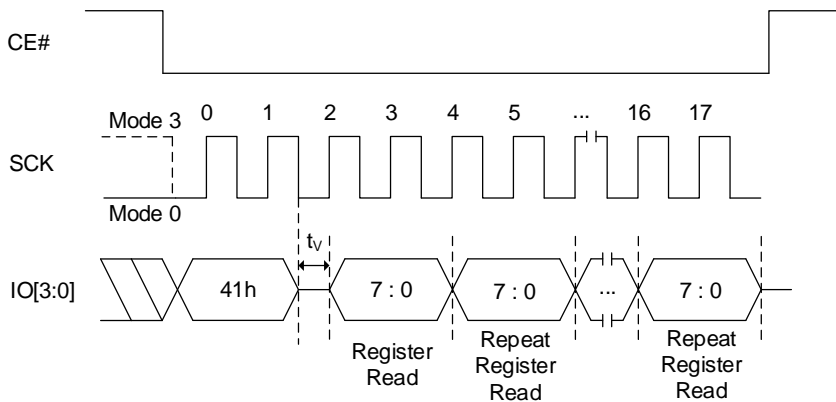 CE#
0 1 2 3 4 5 ... 16 17
Mode 3
SCK
Mode 0
tV
IO[3:0]
41h 7 : 0 7 : 0 ... 7 : 0
Register
Read
Repeat
Register
Read
Repeat
Register
Read